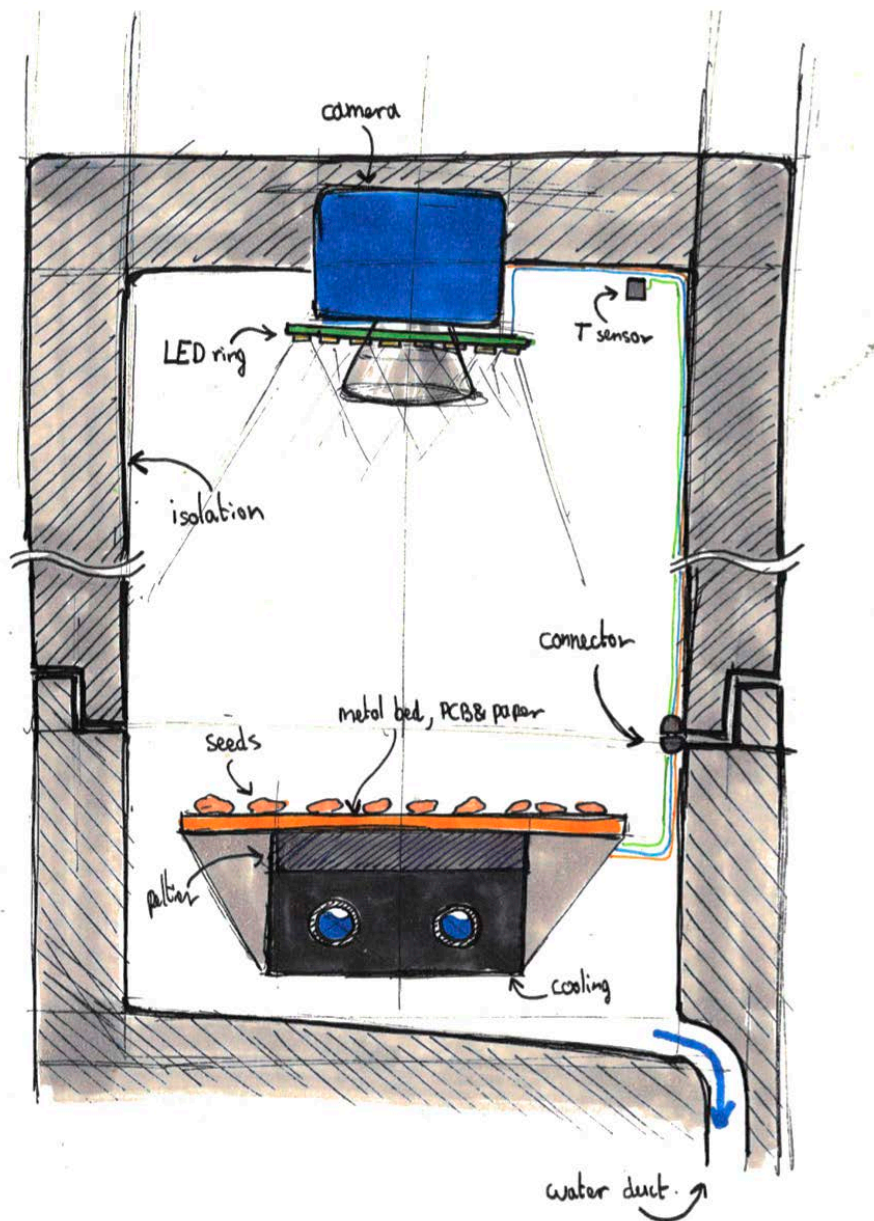 camera
T sensor
LED ring
isolation
connector
metal bed, PCB & paper
seeds
peltier
cooling
water duct.